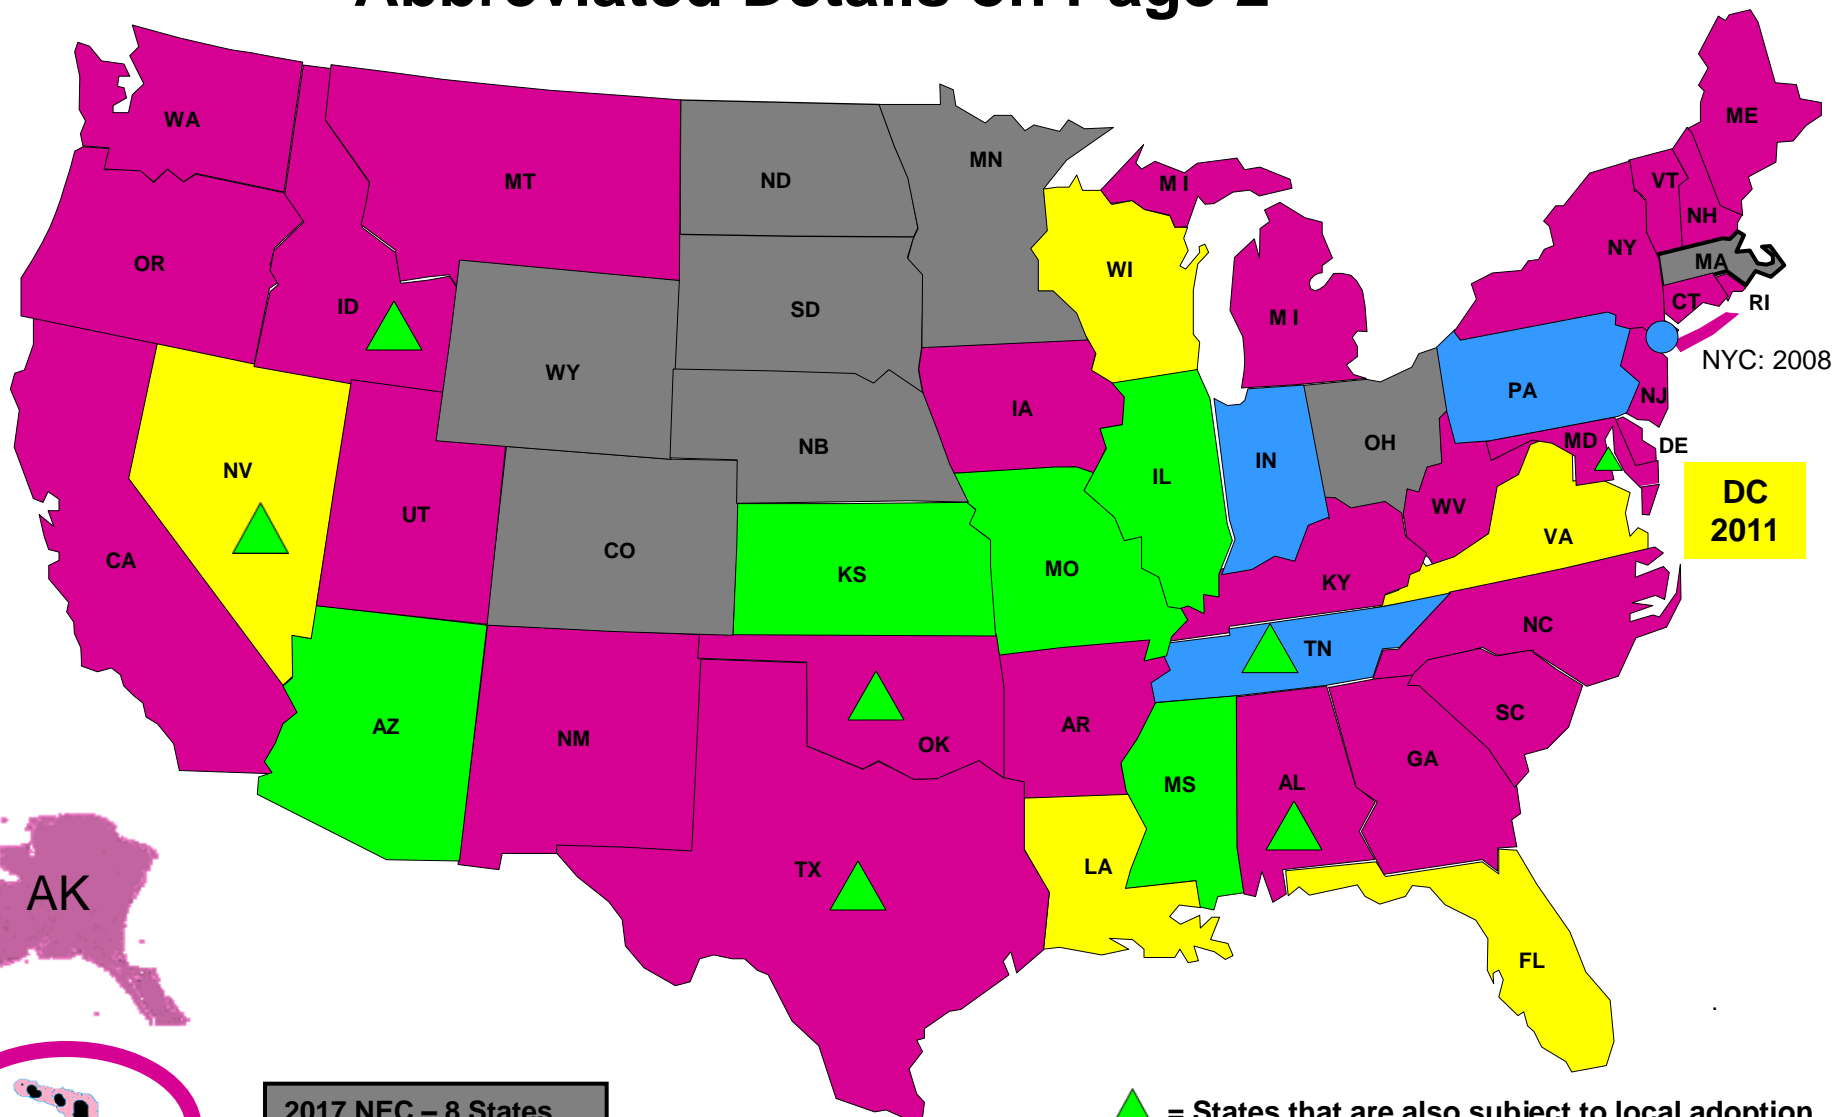 Abbreviated Details on Page 2
WA
MT
ND
MN
M I
ME
VT
NH
OR
ID
SD
WI
NY
MA
CT
RI
WY
M I
NYC: 2008
NB
IA
PA
NJ
NV
UT
CO
IL
IN
OH
MD
DE
WV
DC
2011
CA
KS
MO
KY
VA
NC
TN
AZ
NM
OK
AR
SC
GA
MS
AL
TX
LA
AK
FL
2017 NEC – 8 States
= States that are also subject to local adoption